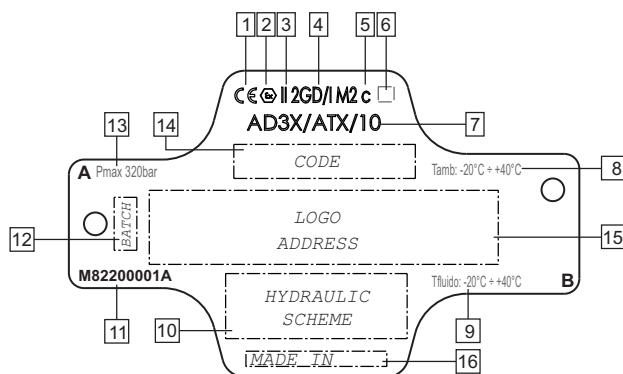 1 2 3 4 5 6
CE Ex II 2GD/I M2 c
AD3X/ATX/10 7
14 13
CODE
A Pmax 320bar
Tamb: -20°C ÷ +40°C 8
BATCH
12
LOGO
ADDRESS
15
M82200001A
Tfluido: -20°C ÷ +40°C B
HYDRAULIC
SCHEME
11 10 9
MADE IN 16